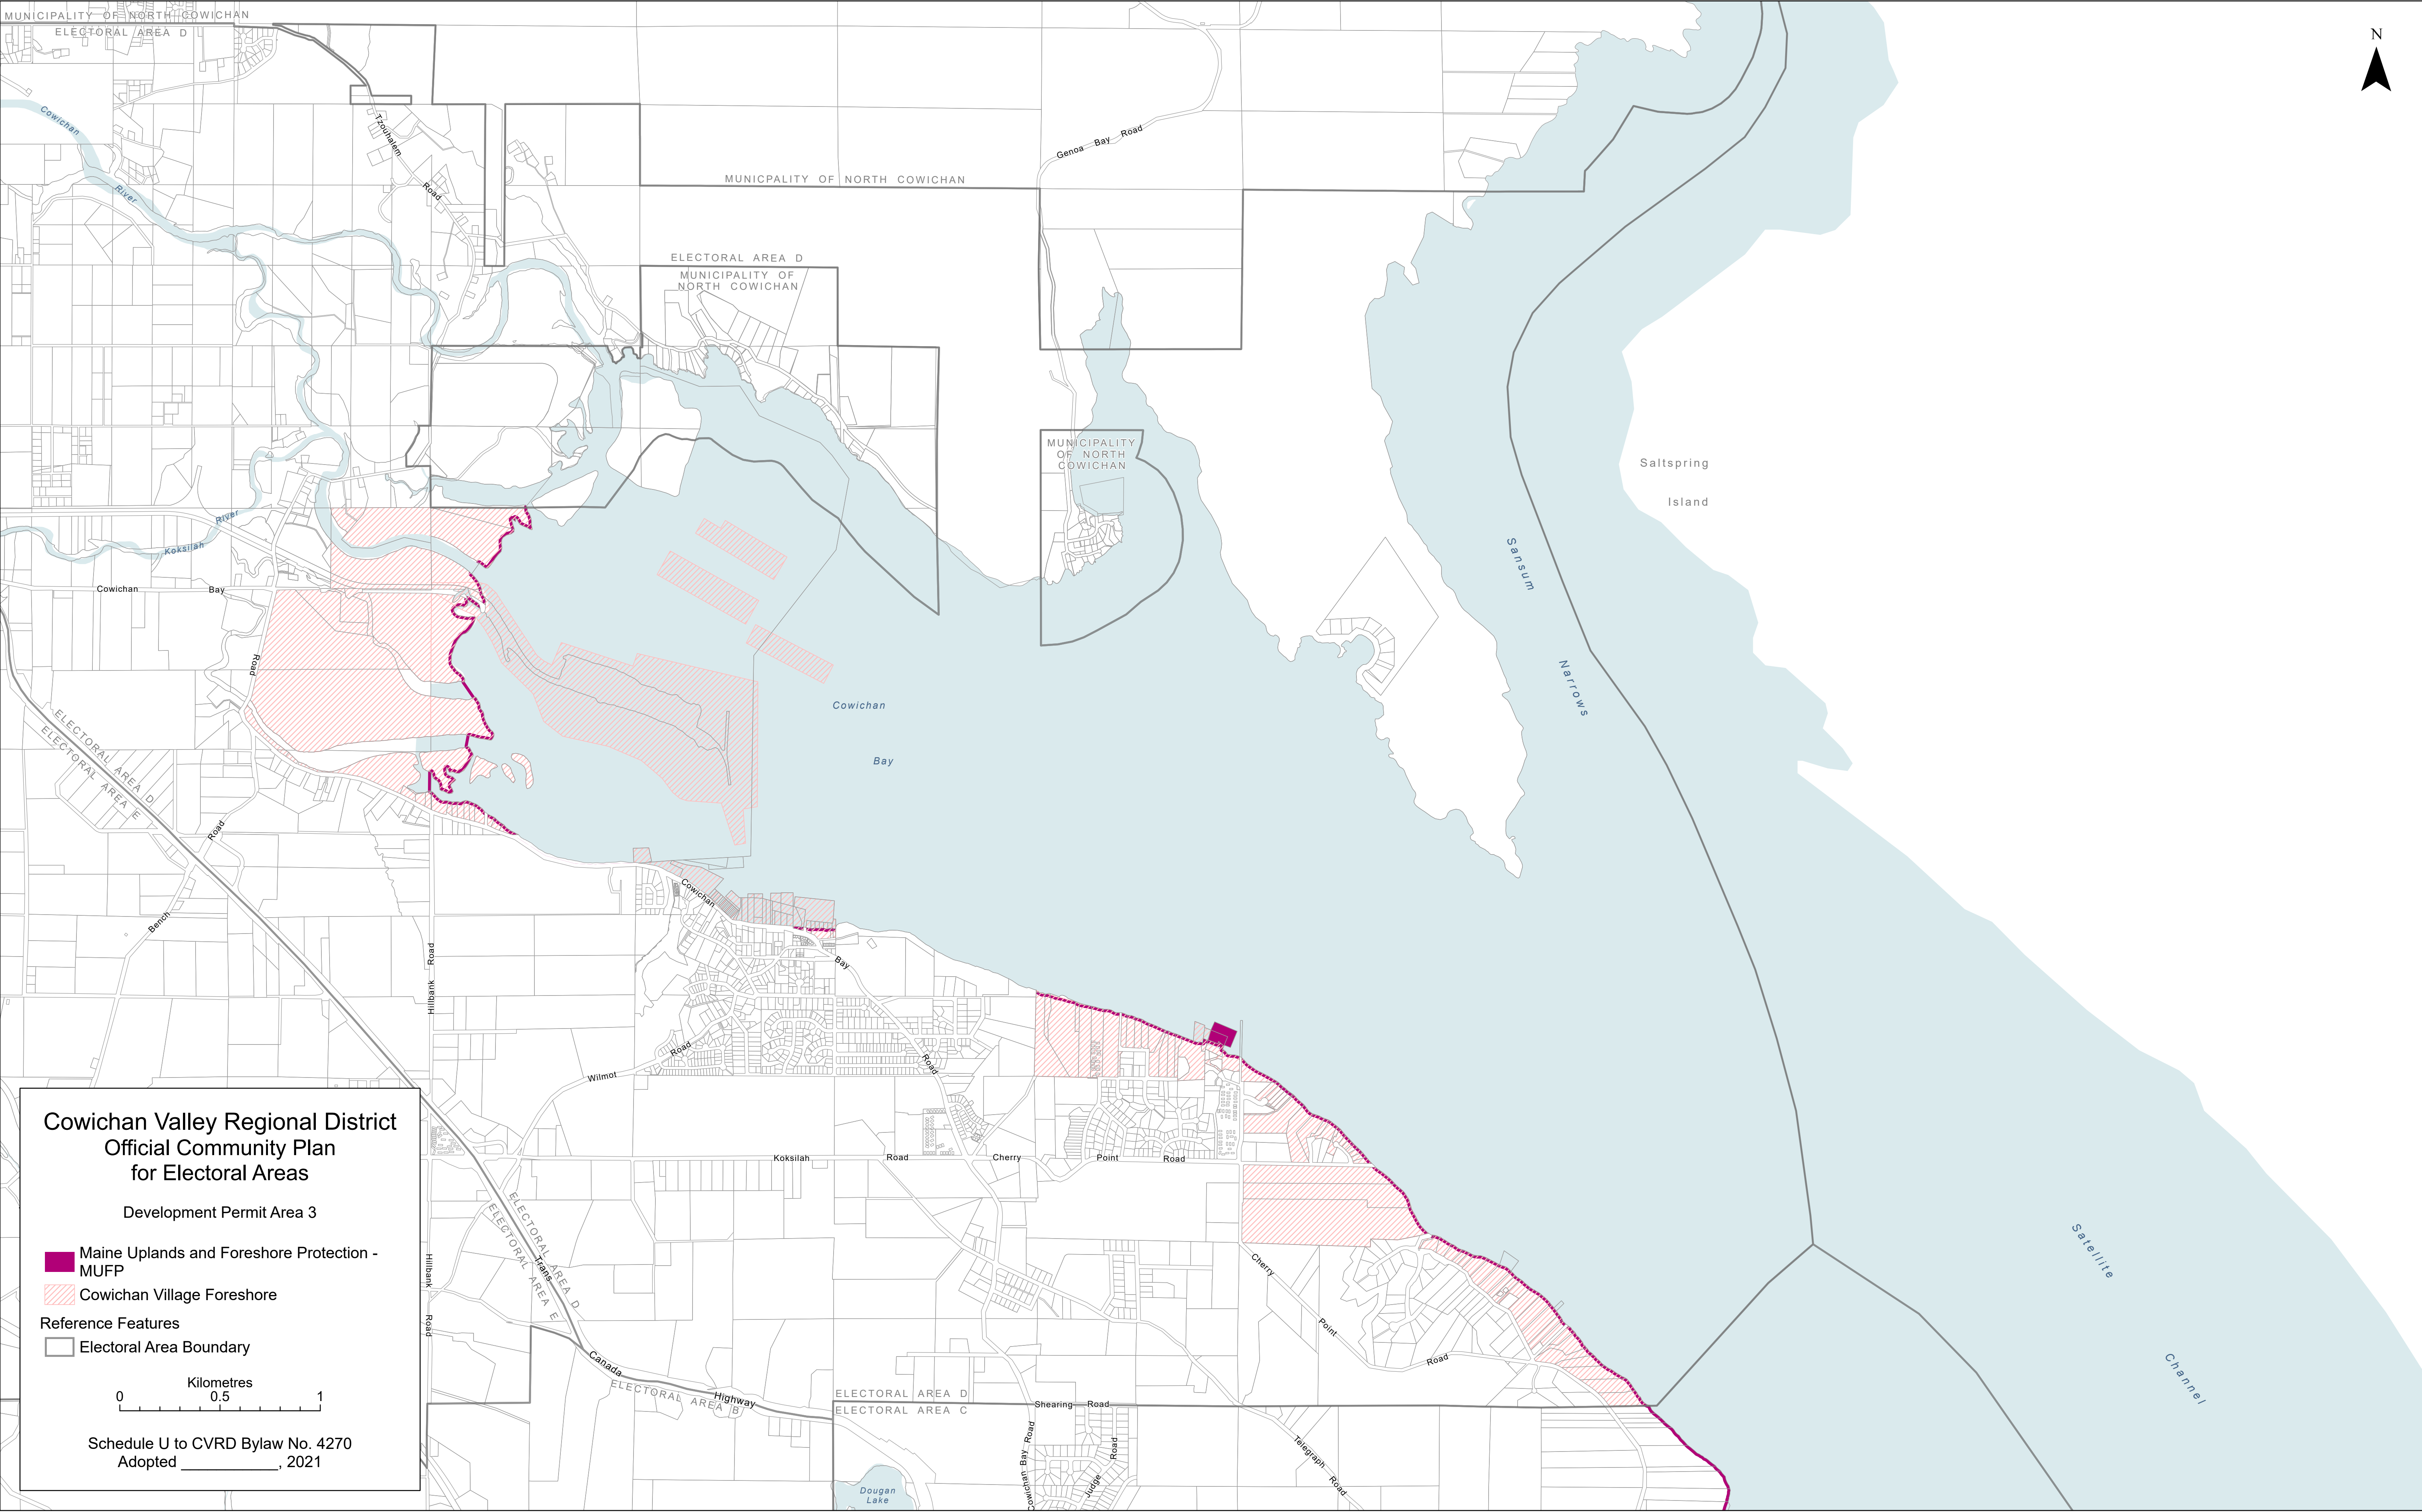 MUNICIPALITY OF NORTH COWICHAN
ELECTORAL AREA D
N
Cowichan
River
Tzouhalem
Road
Genoa Bay Road
MUNICPALITY OF NORTH COWICHAN
ELECTORAL AREA D
MUNICIPALITY OF
NORTH COWICHAN
MUNICIPALITY
OF NORTH
COWICHAN
Saltspring
Island
River
Koksilah
Cowichan Bay
Road
Sansum
Narrows
Cowichan
Bay
ELECTORAL AREA D
ELECTORAL AREA E
Road
Bench
Cowichan
Bay
Road
Hillbank Road
Wilmot Road
Koksilah Road
Cherry Point Road
ELECTORAL AREA D
ELECTORAL AREA E
Trans
Canada
Highway
Hillbank
Road
Cherry
Point
Road
Satellite
Channel
ELECTORAL AREA B
ELECTORAL AREA D
ELECTORAL AREA C
Shearing Road
Cowichan Bay Road
Judge Road
Telegraph
Road
Dougan
Lake
Cowichan Valley Regional District
Official Community Plan
for Electoral Areas
Development Permit Area 3
Maine Uplands and Foreshore Protection -
MUFP
Cowichan Village Foreshore
Reference Features
Electoral Area Boundary
Kilometres
0 0.5 1
Schedule U to CVRD Bylaw No. 4270
Adopted ___________, 2021